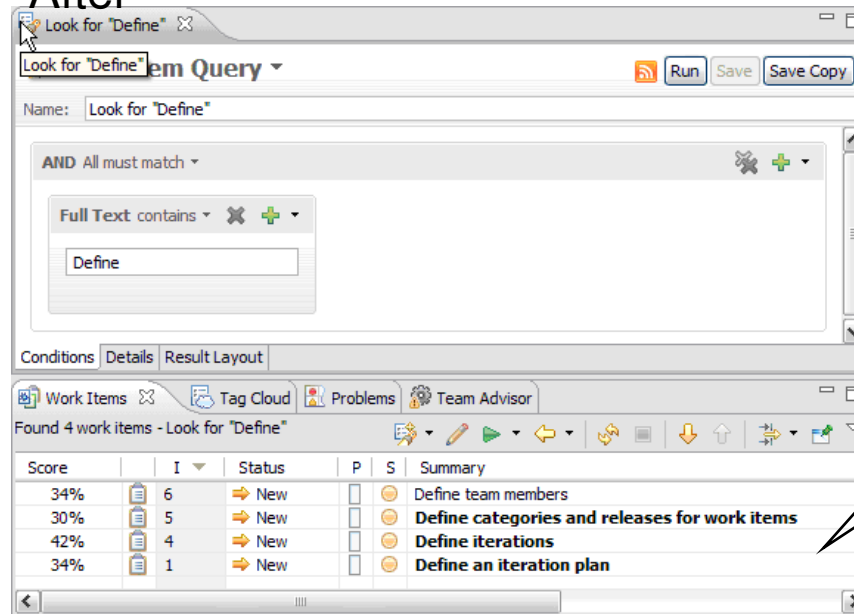 After
Look for "Define"
Look for "Define" em Query
Run Save Save Copy
Name: Look for "Define"
AND All must match
Full Text contains
Define
Conditions Details Result Layout
Work Items Tag Cloud Problems Team Advisor
Found 4 work items - Look for "Define"
Score I Status P S Summary
34% 6 New Define team members
30% 5 New Define categories and releases for work items
42% 4 New Define iterations
34% 1 New Define an iteration plan